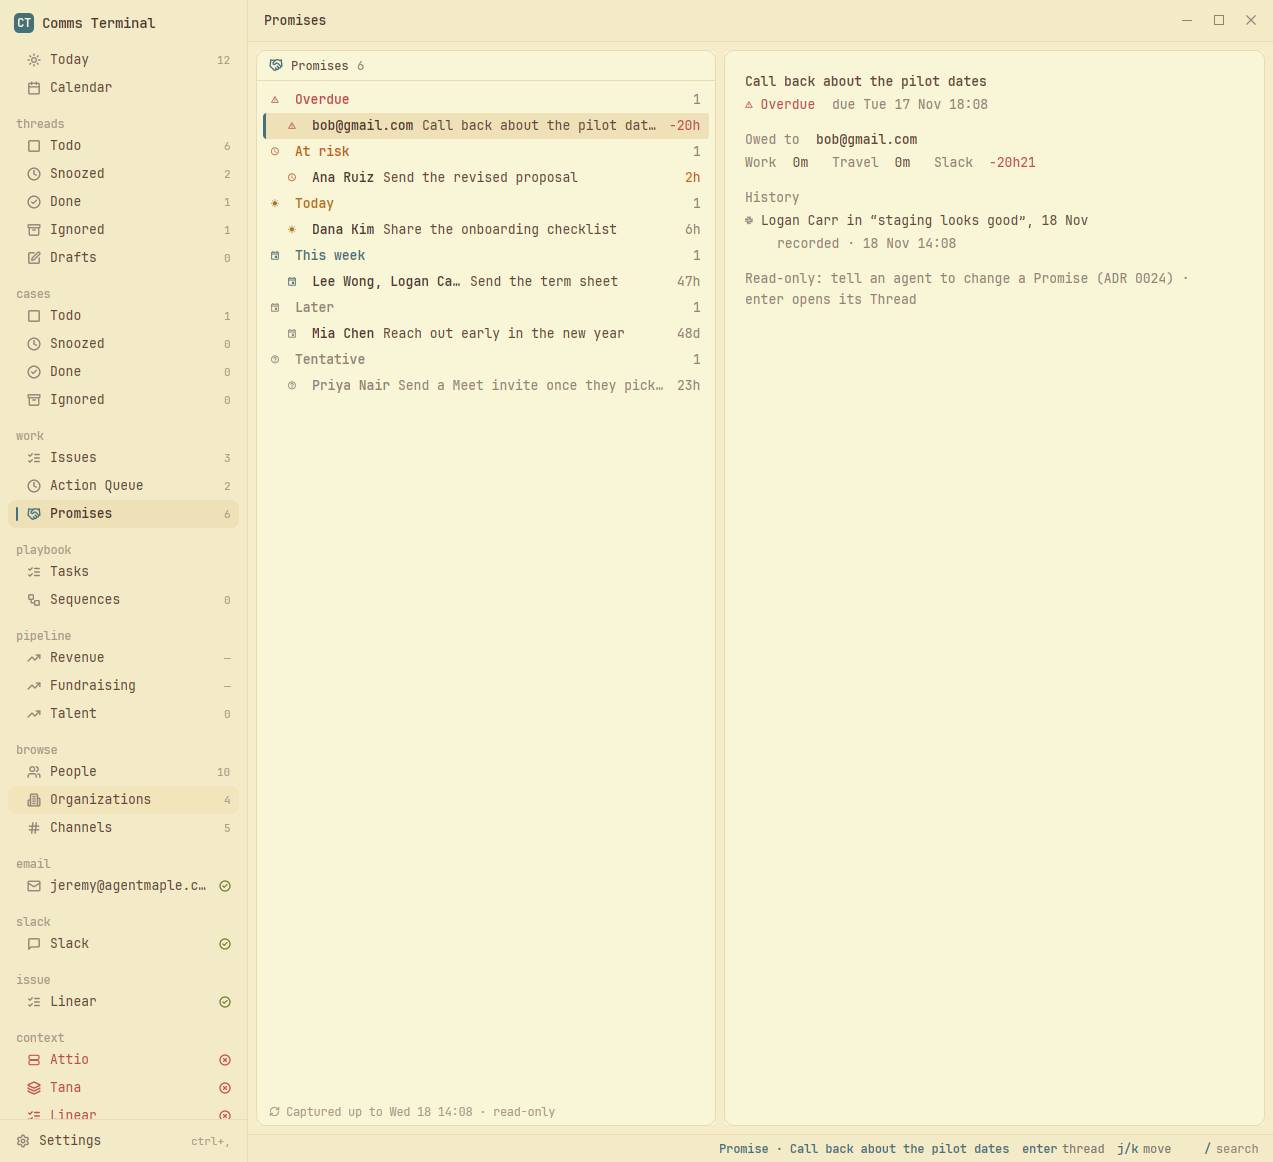 CT Comms Terminal
Today 12
Calendar
threads
Todo 6
Snoozed 2
Done 1
Ignored 1
Drafts 0
cases
Todo 1
Snoozed 0
Done 0
Ignored 0
work
Issues 3
Action Queue 2
Promises 6
playbook
Tasks
Sequences 0
pipeline
Revenue —
Fundraising —
Talent 0
browse
People 10
Organizations 4
Channels 5
email
jeremy@agentmaple.c…
slack
Slack
issue
Linear
context
Attio
Tana
Linear
Settings ctrl+,
Promises
Promises 6
Overdue 1
bob@gmail.com Call back about the pilot dat… -20h
At risk 1
Ana Ruiz Send the revised proposal 2h
Today 1
Dana Kim Share the onboarding checklist 6h
This week 1
Lee Wong, Logan Ca… Send the term sheet 47h
Later 1
Mia Chen Reach out early in the new year 48d
Tentative 1
Priya Nair Send a Meet invite once they pick… 23h
Captured up to Wed 18 14:08 · read-only
Call back about the pilot dates
Overdue due Tue 17 Nov 18:08
Owed to bob@gmail.com
Work 0m Travel 0m Slack -20h21
History
Logan Carr in “staging looks good”, 18 Nov
recorded · 18 Nov 14:08
Read-only: tell an agent to change a Promise (ADR 0024) ·
enter opens its Thread
Promise · Call back about the pilot dates enter thread j/k move / search